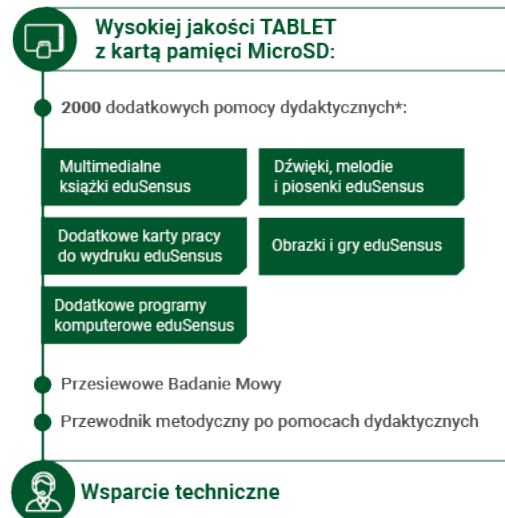 Wysokiej jakości TABLET
z kartą pamięci MicroSD:
2000 dodatkowych pomocy dydaktycznych*:
Multimedialne
książki eduSensus
Dźwięki, melodie
i piosenki eduSensus
Dodatkowe karty pracy
do wydruku eduSensus
Obrazki i gry eduSensus
Dodatkowe programy
komputerowe eduSensus
Przesiewowe Badanie Mowy
Przewodnik metodyczny po pomocach dydaktycznych
Wsparcie techniczne